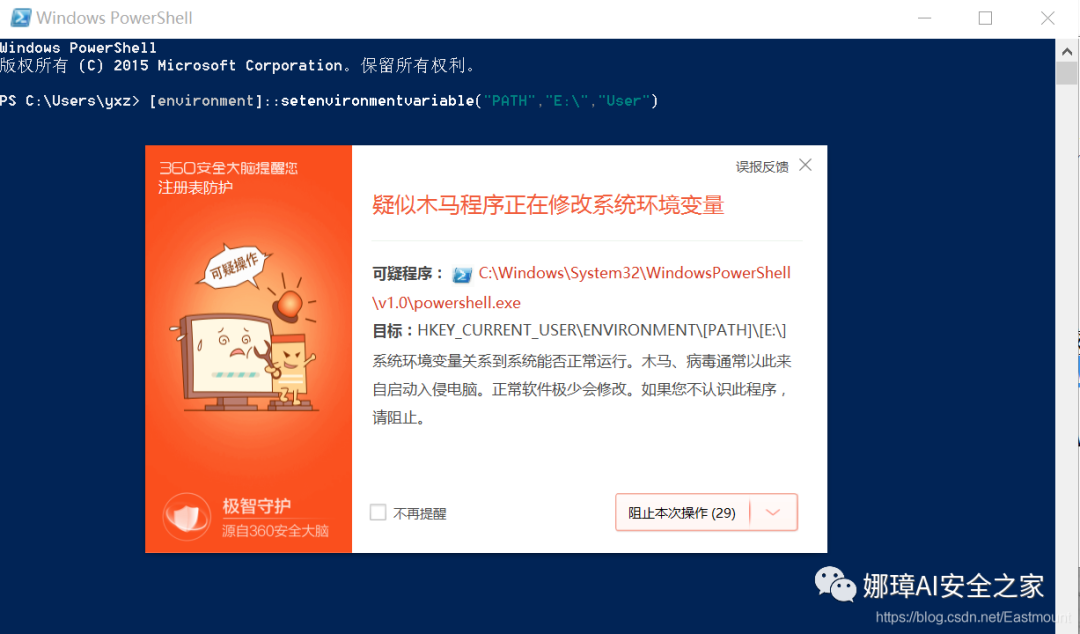 Windows PowerShell
Windows PowerShell
版权所有 (C) 2015 Microsoft Corporation。保留所有权利。
PS C:\Users\yxz> [environment]::setenvironmentvariable("PATH","E:\","User")
360安全大脑提醒您
注册表防护
误报反馈
疑似木马程序正在修改系统环境变量
可疑操作
可疑程序： C:\Windows\System32\WindowsPowerShell
\v1.0\powershell.exe
目标：HKEY_CURRENT_USER\ENVIRONMENT\[PATH]\[E:\]
系统环境变量关系到系统能否正常运行。木马、病毒通常以此来
自启动入侵电脑。正常软件极少会修改。如果您不认识此程序，
请阻止。
极智守护
源自360安全大脑
不再提醒
阻止本次操作 (29)
娜璋AI安全之家
https://blog.csdn.net/Eastmount